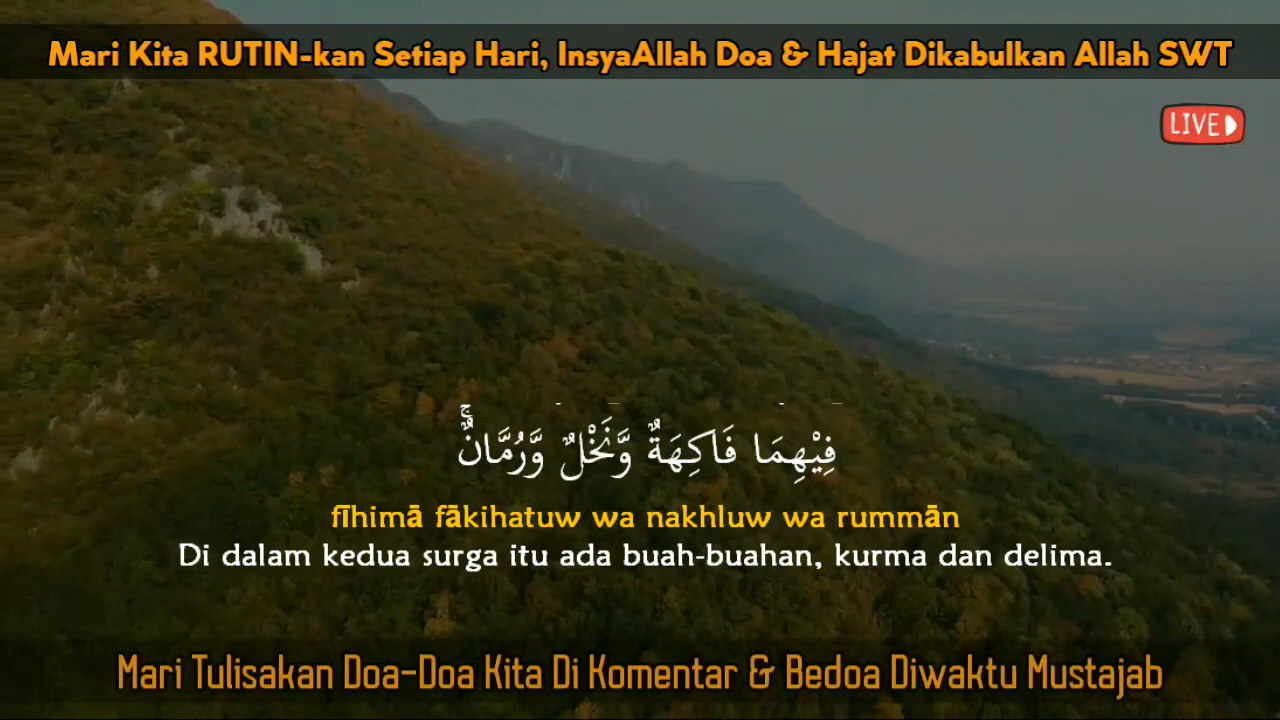 Mari Kita RUTIN-kan Setiap Hari, InsyaAllah Doa & Hajat Dikabulkan Allah SWT
LIVE
فِيْهِمَا فَاكِهَةٌ وَّنَخْلٌ وَّرُمَّانٌۚ
fīhimā fākihatuw wa nakhluw wa rummān
Di dalam kedua surga itu ada buah-buahan, kurma dan delima.
Mari Tulisakan Doa-Doa Kita Di Komentar & Bedoa Diwaktu Mustajab